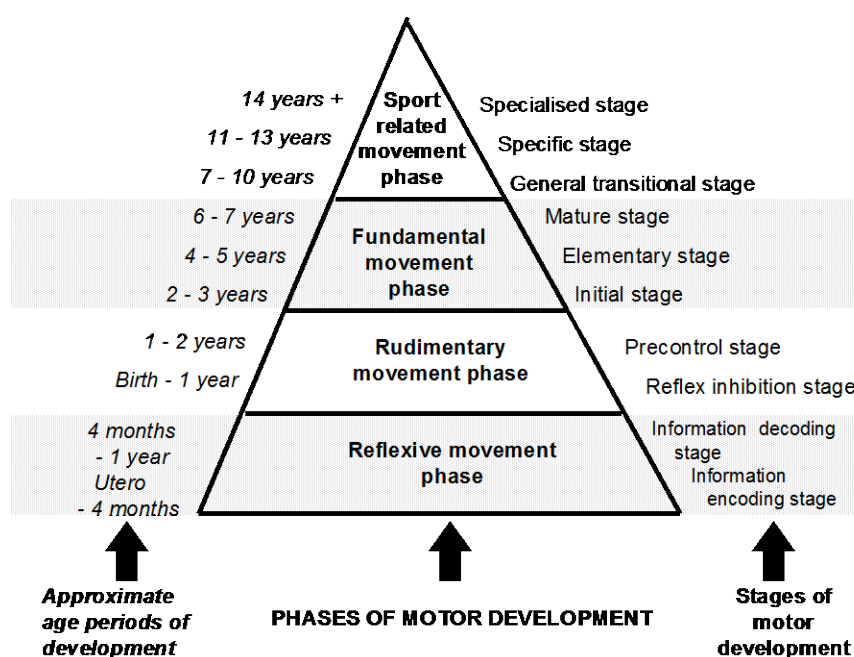 14 years +
Sport
related
movement
phase
Specialised stage
11 - 13 years
Specific stage
7 - 10 years
General transitional stage
6 - 7 years
Fundamental
movement
phase
Mature stage
4 - 5 years
Elementary stage
2 - 3 years
Initial stage
1 - 2 years
Rudimentary
movement phase
Precontrol stage
Birth - 1 year
Reflex inhibition stage
4 months
- 1 year
Utero
- 4 months
Reflexive movement
phase
Information decoding
stage
Information
encoding stage
Approximate
age periods of
development
PHASES OF MOTOR DEVELOPMENT
Stages of
motor
development